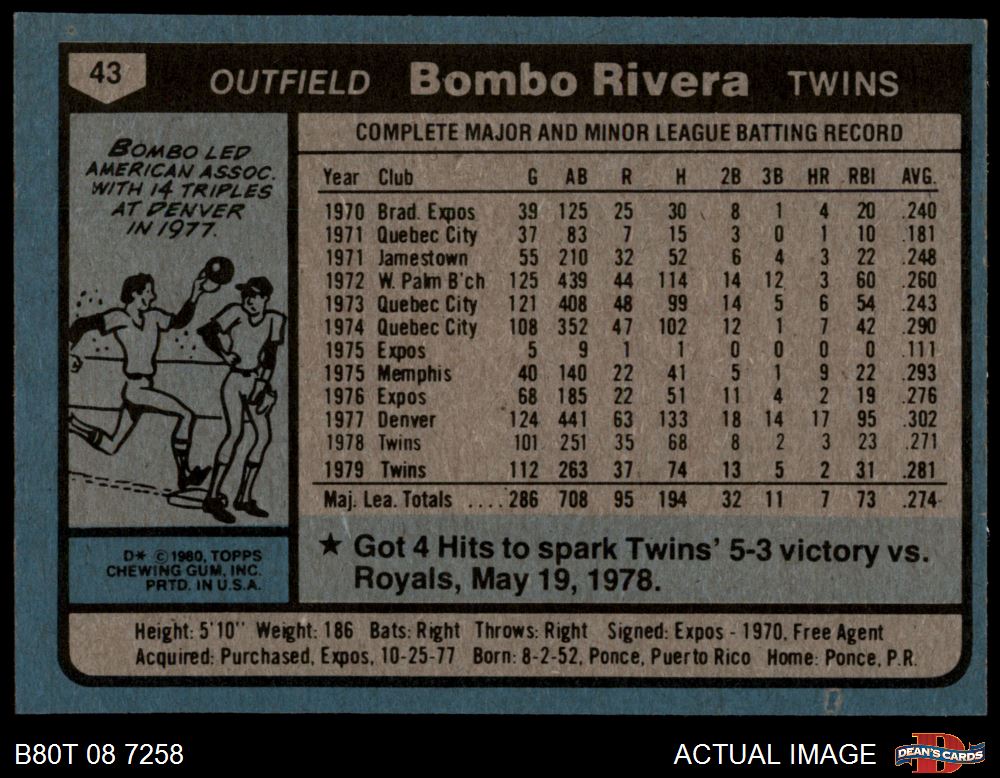 43 OUTFIELD Bombo Rivera TWINS
BOMBO LED
AMERICAN ASSOC.
WITH 14 TRIPLES
AT DENVER
IN 1977.
COMPLETE MAJOR AND MINOR LEAGUE BATTING RECORD
Year Club G AB R H 2B 3B HR RBI AVG.
1970 Brad. Expos 39 125 25 30 8 1 4 20 .240
1971 Quebec City 37 83 7 15 3 0 1 10 .181
1971 Jamestown 55 210 32 52 6 4 3 22 .248
1972 W. Palm B'ch 125 439 44 114 14 12 3 60 .260
1973 Quebec City 121 408 48 99 14 5 6 54 .243
1974 Quebec City 108 352 47 102 12 1 7 42 .290
1975 Expos 5 9 1 1 0 0 0 0 .111
1975 Memphis 40 140 22 41 5 1 9 22 .293
1976 Expos 68 185 22 51 11 4 2 19 .276
1977 Denver 124 441 63 133 18 14 17 95 .302
1978 Twins 101 251 35 68 8 2 3 23 .271
1979 Twins 112 263 37 74 13 5 2 31 .281
Maj. Lea. Totals .... 286 708 95 194 32 11 7 73 .274
★ Got 4 Hits to spark Twins' 5-3 victory vs.
Royals, May 19, 1978.
D* © 1980, TOPPS
CHEWING GUM, INC.
PRTD. IN U.S.A.
Height: 5'10" Weight: 186 Bats: Right Throws: Right Signed: Expos - 1970, Free Agent
Acquired: Purchased, Expos, 10-25-77 Born: 8-2-52, Ponce, Puerto Rico Home: Ponce, P.R.
B80T 08 7258 ACTUAL IMAGE DEAN'S CARDS